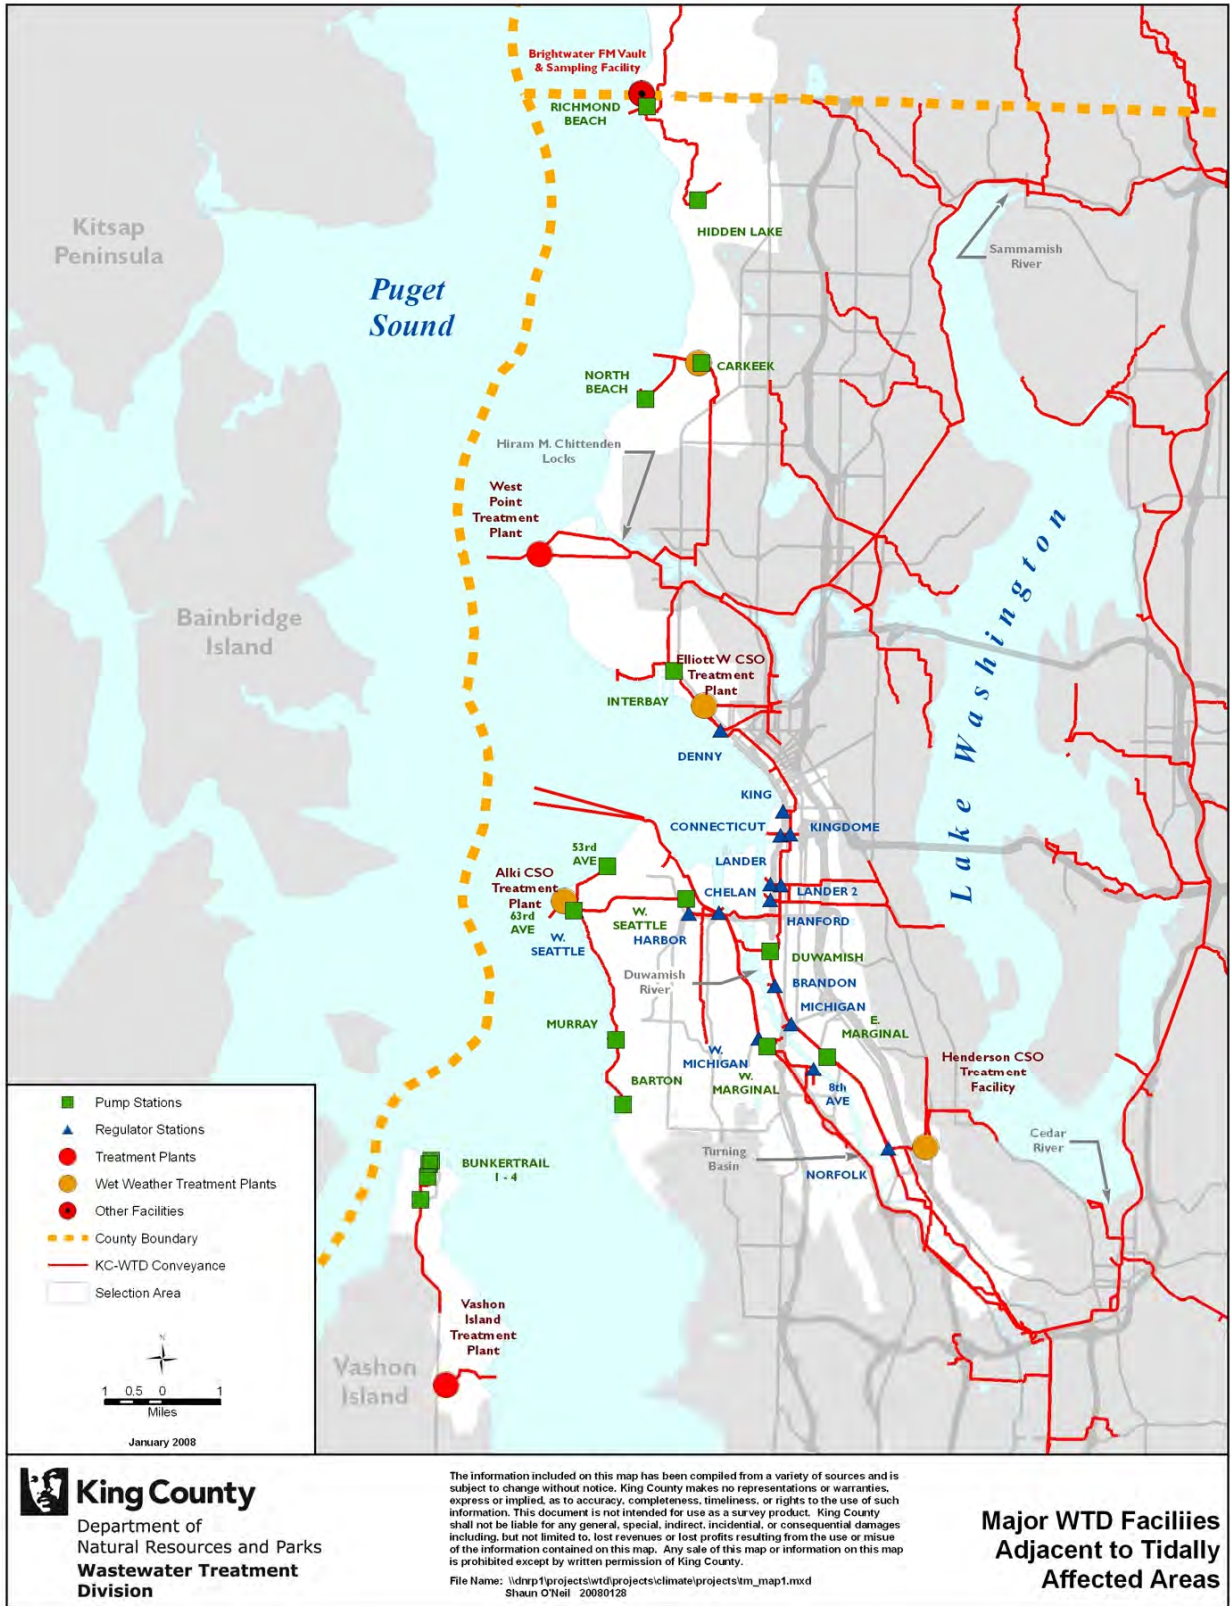 Brightwater FM Vault
& Sampling Facility
RICHMOND
BEACH
HIDDEN LAKE
Kitsap
Peninsula
Sammamish
River
Puget
Sound
NORTH
BEACH
CARKEEK
Hiram M. Chittenden
Locks
West
Point
Treatment
Plant
Lake Washington
Bainbridge
Island
Elliott W CSO
Treatment
Plant
INTERBAY
DENNY
KING
CONNECTICUT
KINGDOME
53rd
AVE
LANDER
Alki CSO
Treatment
Plant
CHELAN
LANDER 2
63rd
AVE
W.
SEATTLE
W.
SEATTLE
HARBOR
HANFORD
DUWAMISH
Duwamish
River
BRANDON
MICHIGAN
MURRAY
E.
MARGINAL
W.
MICHIGAN
Henderson CSO
Treatment
Facility
BARTON
W.
MARGINAL
8th
AVE
Cedar
River
Turning
Basin
NORFOLK
BUNKERTRAIL
1 - 4
Pump Stations
Regulator Stations
Treatment Plants
Wet Weather Treatment Plants
Other Facilities
County Boundary
KC-WTD Conveyance
Selection Area
Vashon
Island
Treatment
Plant
Vashon
Island
N
1 0.5 0 1
Miles
January 2008
King County
Department of
Natural Resources and Parks
Wastewater Treatment
Division
The information included on this map has been compiled from a variety of sources and is
subject to change without notice. King County makes no representations or warranties,
express or implied, as to accuracy, completeness, timeliness, or rights to the use of such
information. This document is not intended for use as a survey product. King County
shall not be liable for any general, special, indirect, incidental, or consequential damages
including, but not limited to, lost revenues or lost profits resulting from the use or misuse
of the information contained on this map. Any sale of this map or information on this map
is prohibited except by written permission of King County.
File Name: \\dnrp1\projects\wtd\projects\climate\projects\tm_map1.mxd
Shaun O'Neil 20080128
Major WTD Faciliies
Adjacent to Tidally
Affected Areas